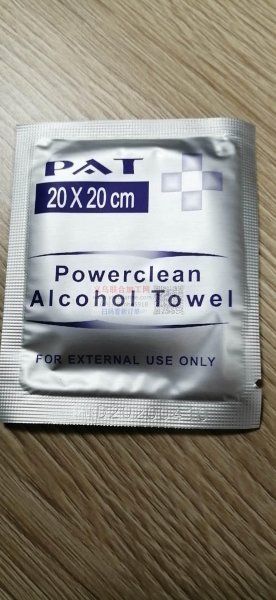 PAT
20 X 20 cm
Powerclean
Alcohol Towel
FOR EXTERNAL USE ONLY